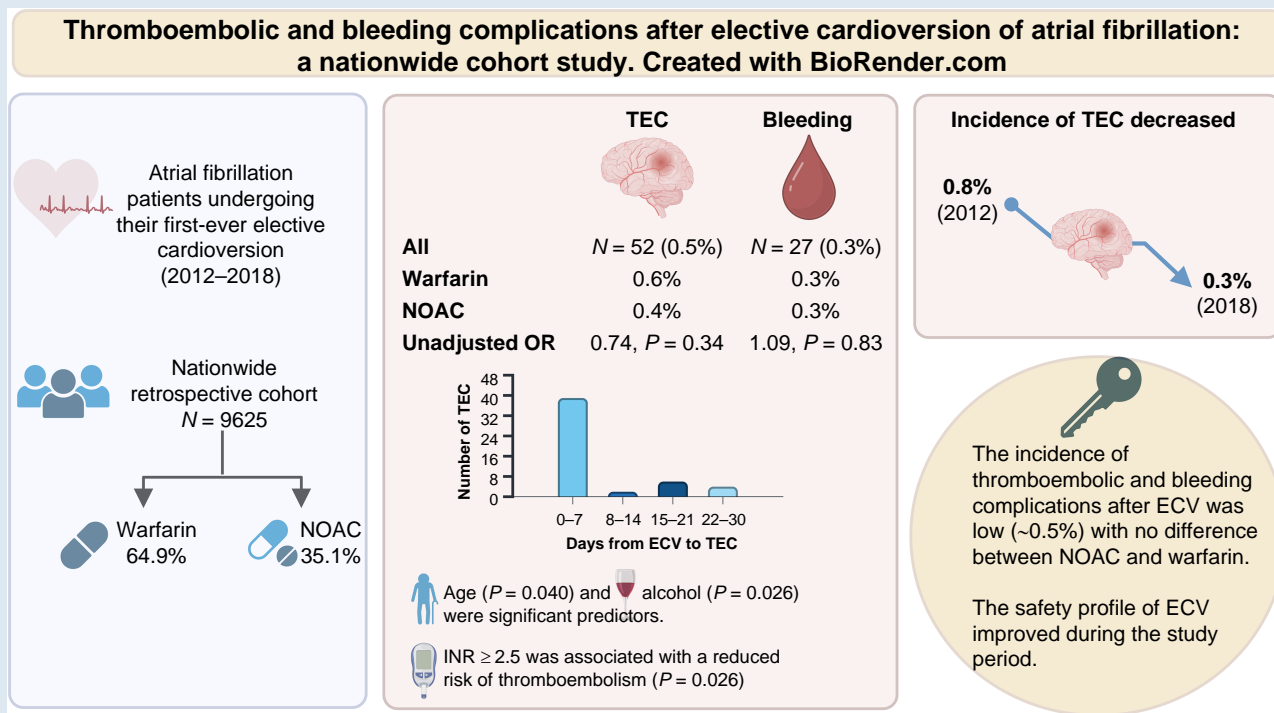 Thromboembolic and bleeding complications after elective cardioversion of atrial fibrillation:
a nationwide cohort study. Created with BioRender.com
Atrial fibrillation
patients undergoing
their first-ever elective
cardioversion
(2012–2018)
Nationwide
retrospective cohort
N = 9625
Warfarin
64.9%
NOAC
35.1%
TEC Bleeding
All N = 52 (0.5%) N = 27 (0.3%)
Warfarin 0.6% 0.3%
NOAC 0.4% 0.3%
Unadjusted OR 0.74, P = 0.34 1.09, P = 0.83
Number of TEC
48
40
32
24
16
8
0
0–7 8–14 15–21 22–30
Days from ECV to TEC
Age (P = 0.040) and alcohol (P = 0.026)
were significant predictors.
INR ≥ 2.5 was associated with a reduced
risk of thromboembolism (P = 0.026)
Incidence of TEC decreased
0.8%
(2012)
0.3%
(2018)
The incidence of
thromboembolic and bleeding
complications after ECV was
low (~0.5%) with no difference
between NOAC and warfarin.
The safety profile of ECV
improved during the study
period.